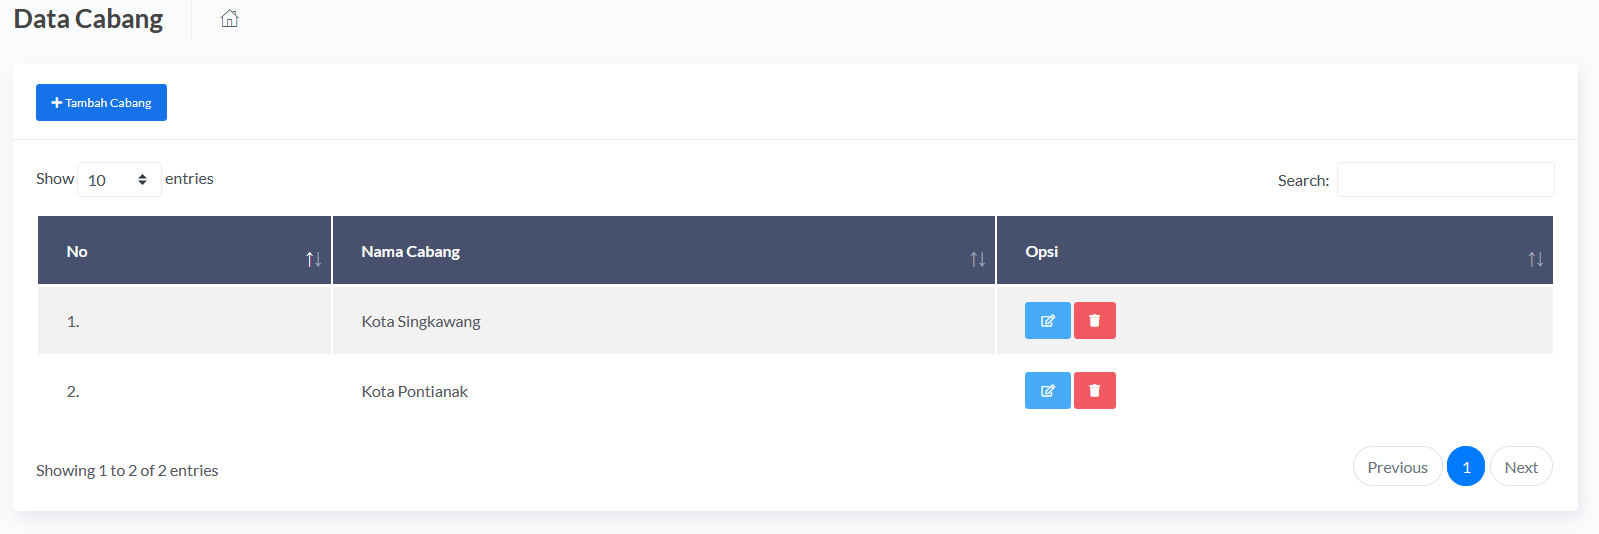 Data Cabang
Tambah Cabang
Show 10 entries
Search:
No Nama Cabang Opsi
1. Kota Singkawang
2. Kota Pontianak
Showing 1 to 2 of 2 entries
Previous 1 Next